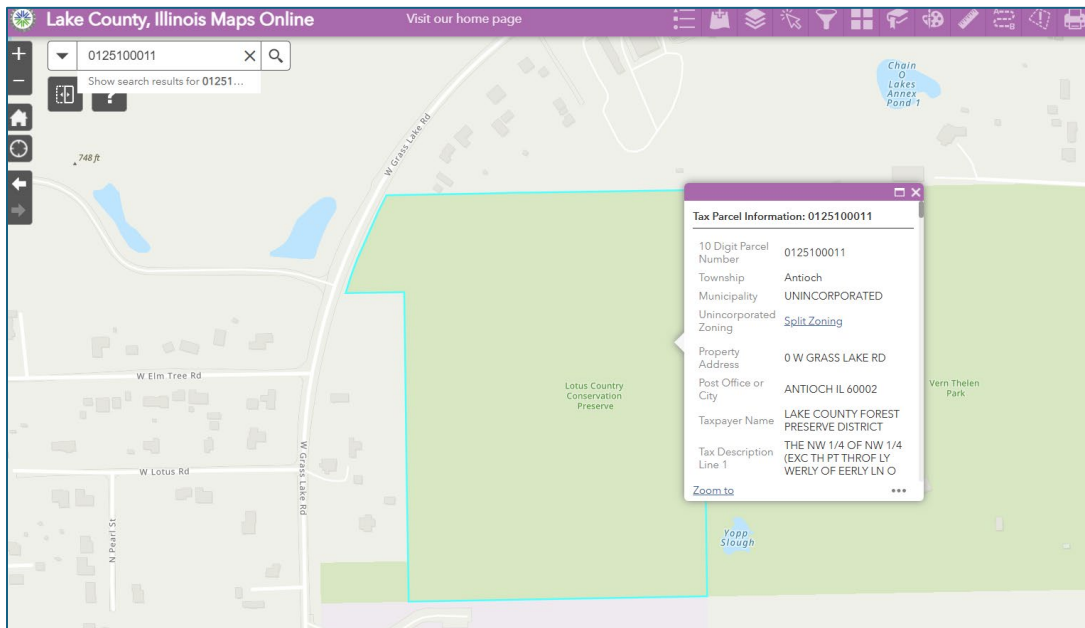 Lake County, Illinois Maps Online
Visit our home page
0125100011
Show search results for 01251...
?
748 ft
W Grass Lake Rd
Chain
O
Lakes
Annex
Pond 1
Tax Parcel Information: 0125100011
10 Digit Parcel
Number
0125100011
Township
Antioch
Municipality
UNINCORPORATED
Unincorporated
Zoning
Split Zoning
Property
Address
0 W GRASS LAKE RD
Post Office or
City
ANTIOCH IL 60002
Taxpayer Name
LAKE COUNTY FOREST
PRESERVE DISTRICT
Tax Description
Line 1
THE NW 1/4 OF NW 1/4
(EXC TH PT THROF LY
WERLY OF EERLY LN O
Zoom to
W Elm Tree Rd
Lotus Country
Conservation
Preserve
Vern Thelen
Park
W Lotus Rd
W Grass Lake Rd
N Pearl St
Yopp
Slough